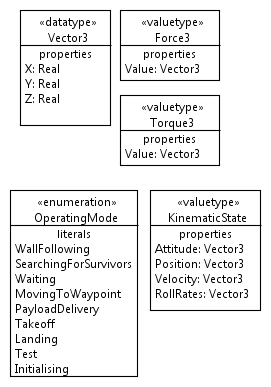 «datatype»
Vector3
properties
X: Real
Y: Real
Z: Real
«valuetype»
Force3
properties
Value: Vector3
«valuetype»
Torque3
properties
Value: Vector3
«enumeration»
OperatingMode
literals
WallFollowing
SearchingForSurvivors
Waiting
MovingToWaypoint
PayloadDelivery
Takeoff
Landing
Test
Initialising
«valuetype»
KinematicState
properties
Attitude: Vector3
Position: Vector3
Velocity: Vector3
RollRates: Vector3